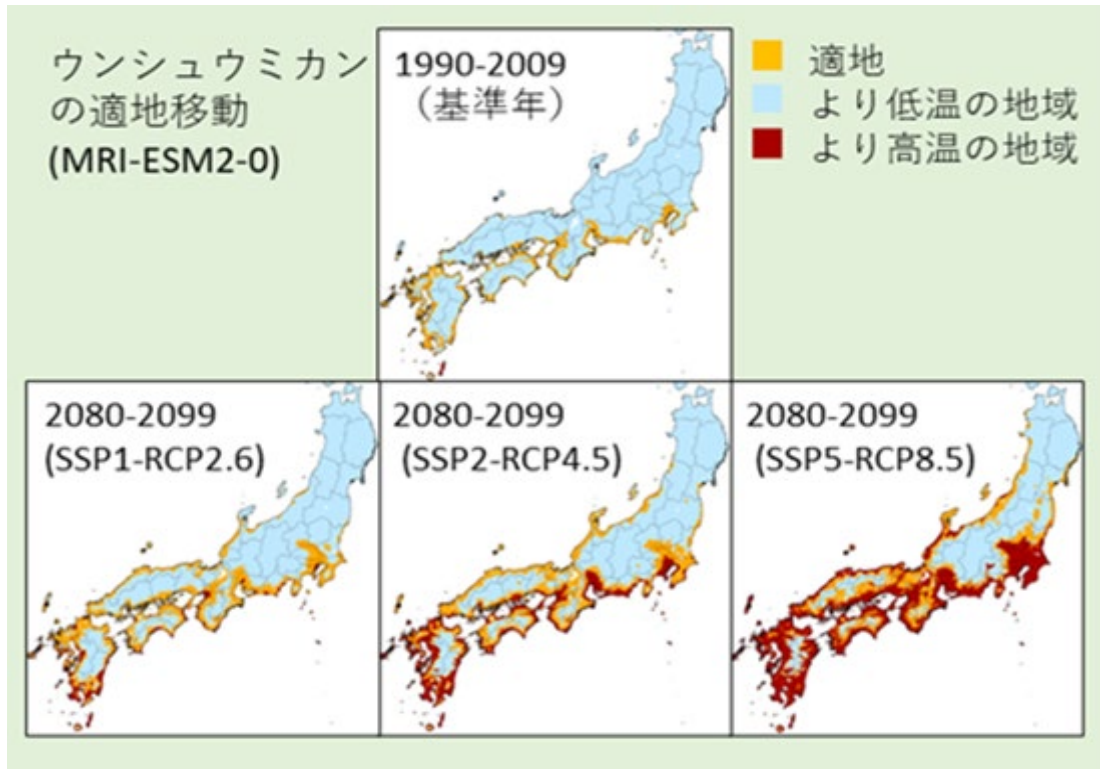 ウンシュウミカン
の適地移動
(MRI-ESM2-0)
1990-2009
（基準年）
適地
より低温の地域
より高温の地域
2080-2099
(SSP1-RCP2.6)
2080-2099
(SSP2-RCP4.5)
2080-2099
(SSP5-RCP8.5)